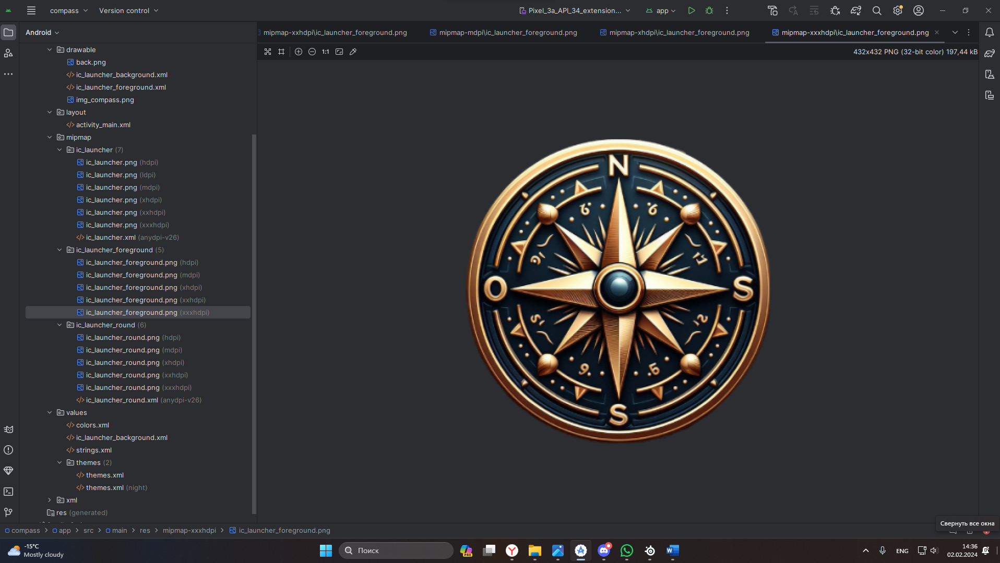 compass
Version control
Pixel_3a_API_34_extension...
app
Android
mipmap-xxhdpi\ic_launcher_foreground.png
mipmap-mdpi\ic_launcher_foreground.png
mipmap-xhdpi\ic_launcher_foreground.png
mipmap-xxxhdpi\ic_launcher_foreground.png
1:1
432x432 PNG (32-bit color) 197,44 kB
drawable
back.png
ic_launcher_background.xml
ic_launcher_foreground.xml
img_compass.png
layout
activity_main.xml
mipmap
ic_launcher (7)
ic_launcher.png (hdpi)
ic_launcher.png (ldpi)
ic_launcher.png (mdpi)
ic_launcher.png (xhdpi)
ic_launcher.png (xxhdpi)
ic_launcher.png (xxxhdpi)
ic_launcher.xml (anydpi-v26)
ic_launcher_foreground (5)
ic_launcher_foreground.png (hdpi)
ic_launcher_foreground.png (mdpi)
ic_launcher_foreground.png (xhdpi)
ic_launcher_foreground.png (xxhdpi)
ic_launcher_foreground.png (xxxhdpi)
ic_launcher_round (6)
ic_launcher_round.png (hdpi)
ic_launcher_round.png (mdpi)
ic_launcher_round.png (xhdpi)
ic_launcher_round.png (xxhdpi)
ic_launcher_round.png (xxxhdpi)
ic_launcher_round.xml (anydpi-v26)
values
colors.xml
ic_launcher_background.xml
strings.xml
themes (2)
themes.xml
themes.xml (night)
xml
res (generated)
N
O
S
S
compass > app > src > main > res > mipmap-xxxhdpi > ic_launcher_foreground.png
Свернуть все окна
-15°C
Mostly cloudy
Поиск
PRE
ENG
14:36
02.02.2024